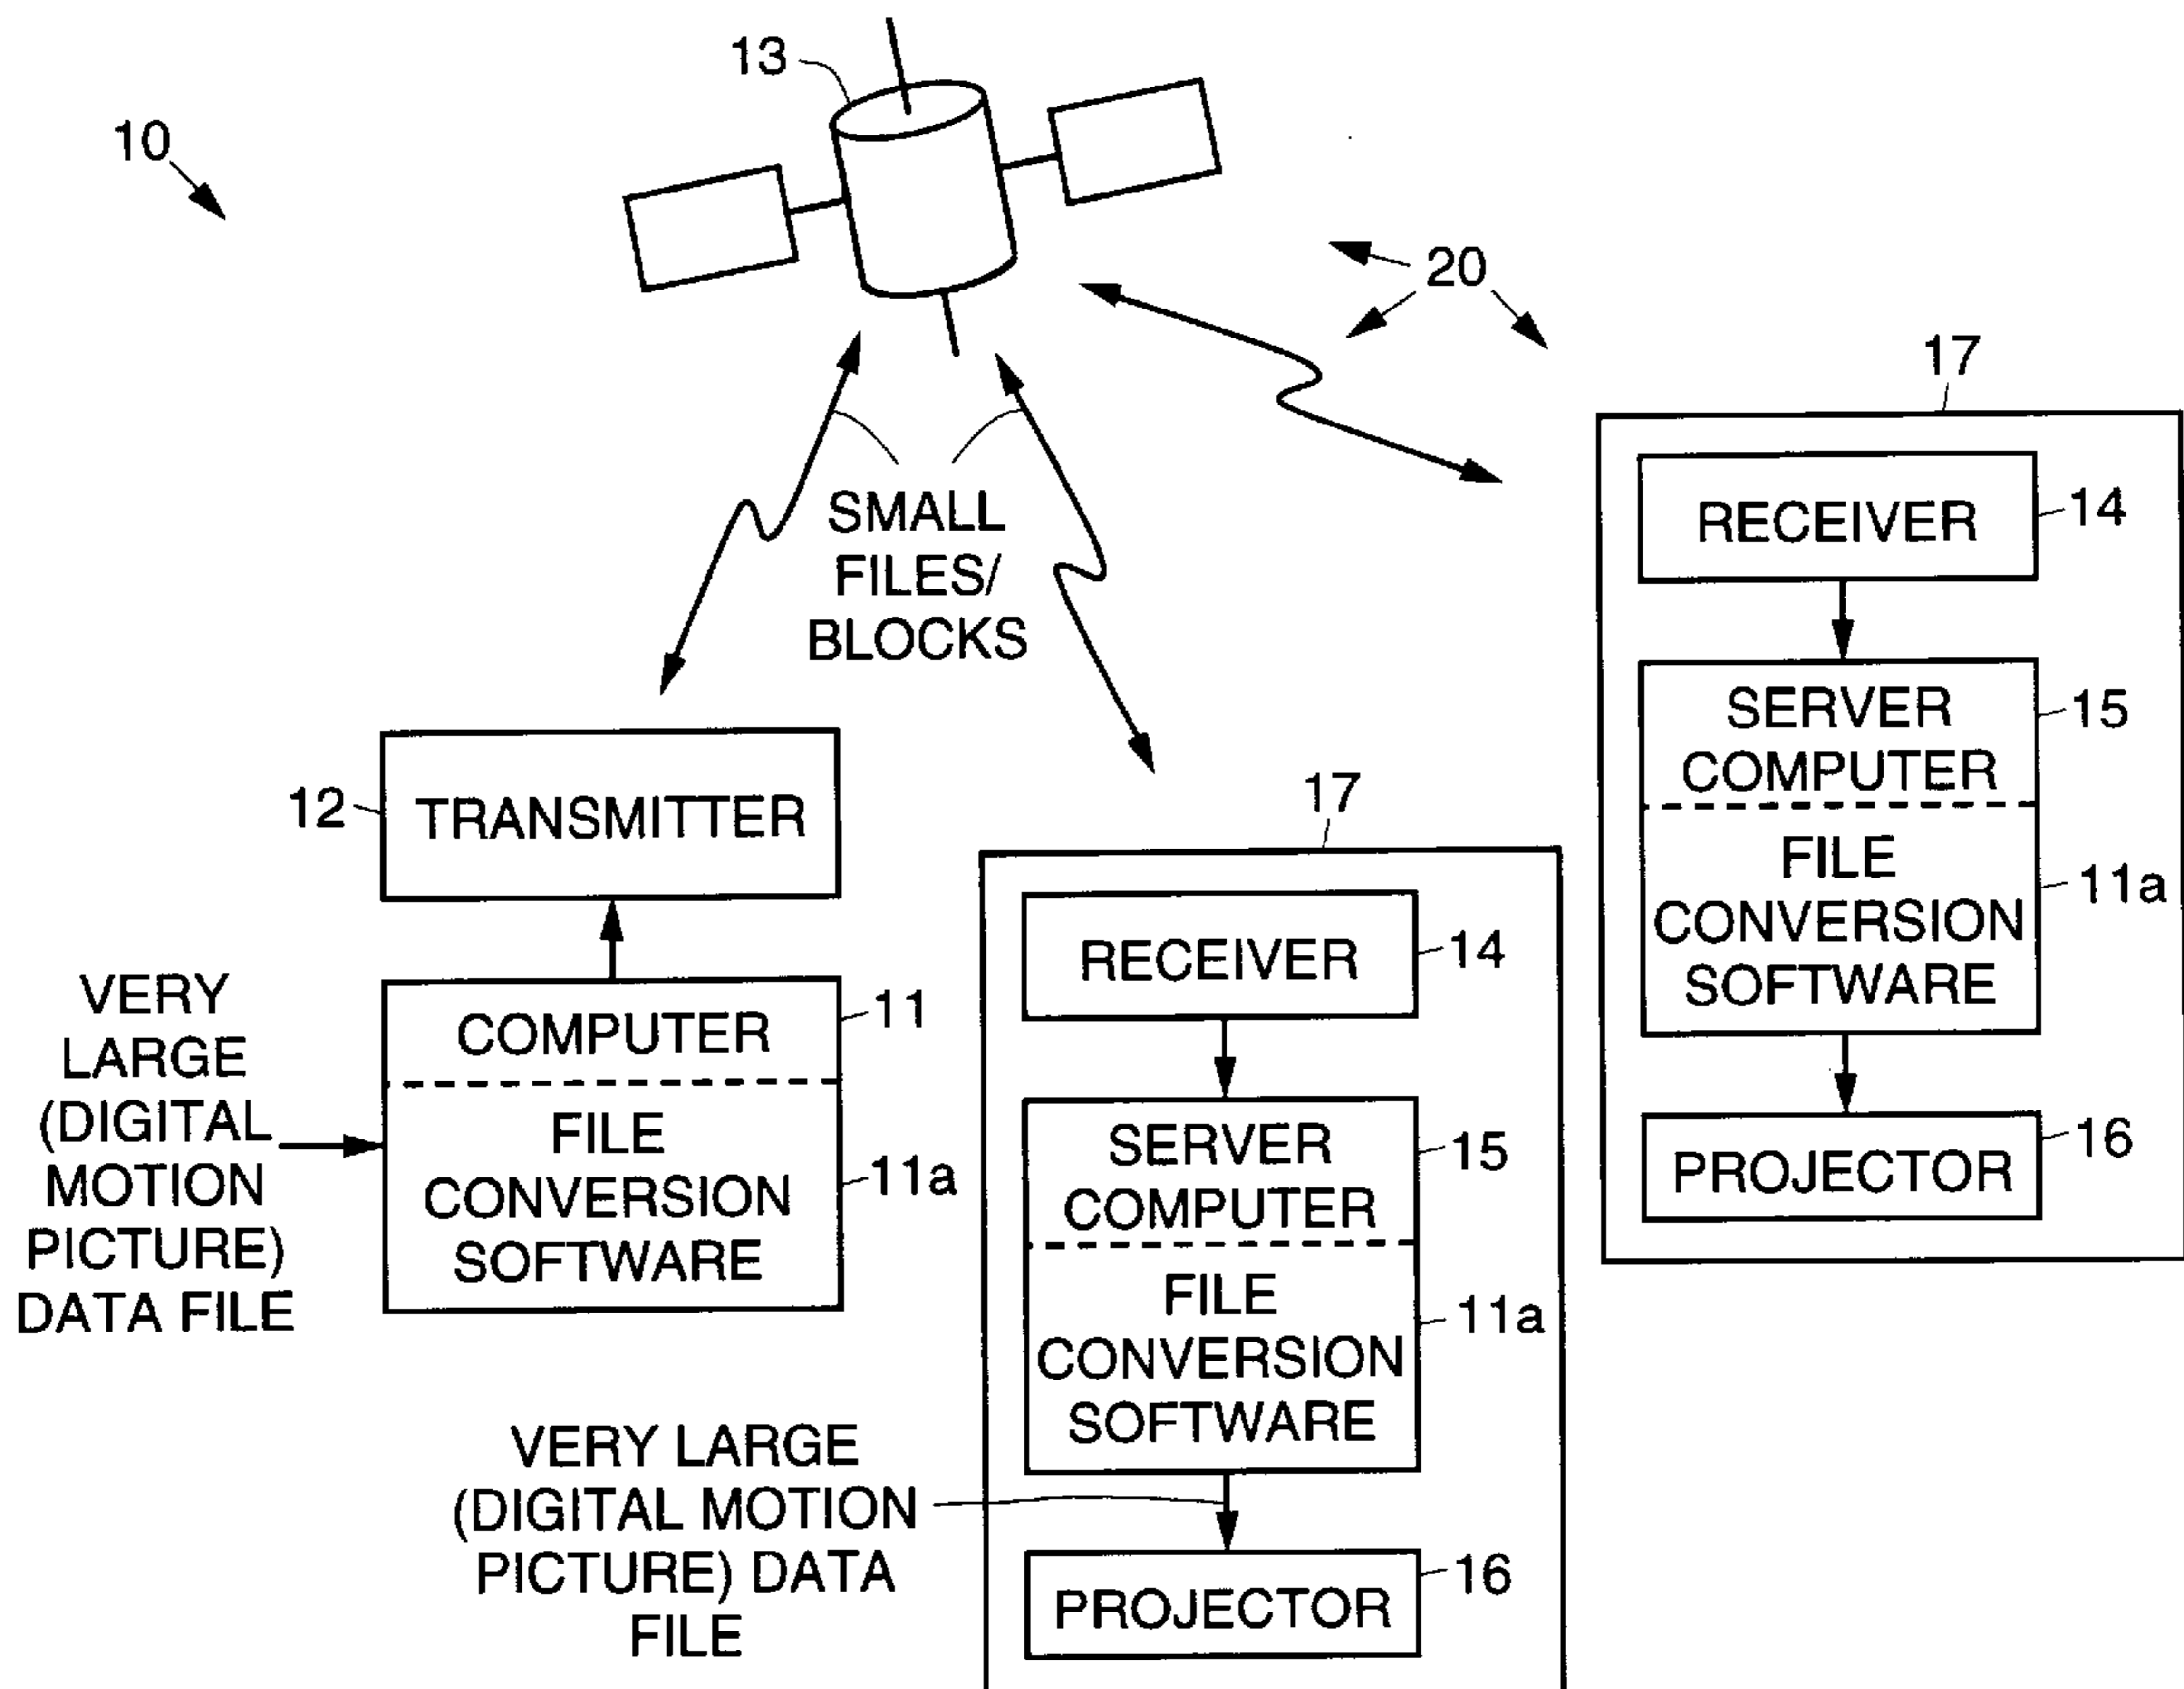 13
10
20
17
SMALL
FILES/
BLOCKS
RECEIVER
14
SERVER
COMPUTER
15
FILE
CONVERSION
SOFTWARE
11a
PROJECTOR
16
12
TRANSMITTER
VERY
LARGE
(DIGITAL
MOTION
PICTURE)
DATA FILE
COMPUTER
11
FILE
CONVERSION
SOFTWARE
11a
17
RECEIVER
14
SERVER
COMPUTER
15
FILE
CONVERSION
SOFTWARE
11a
VERY LARGE
(DIGITAL MOTION
PICTURE) DATA
FILE
PROJECTOR
16